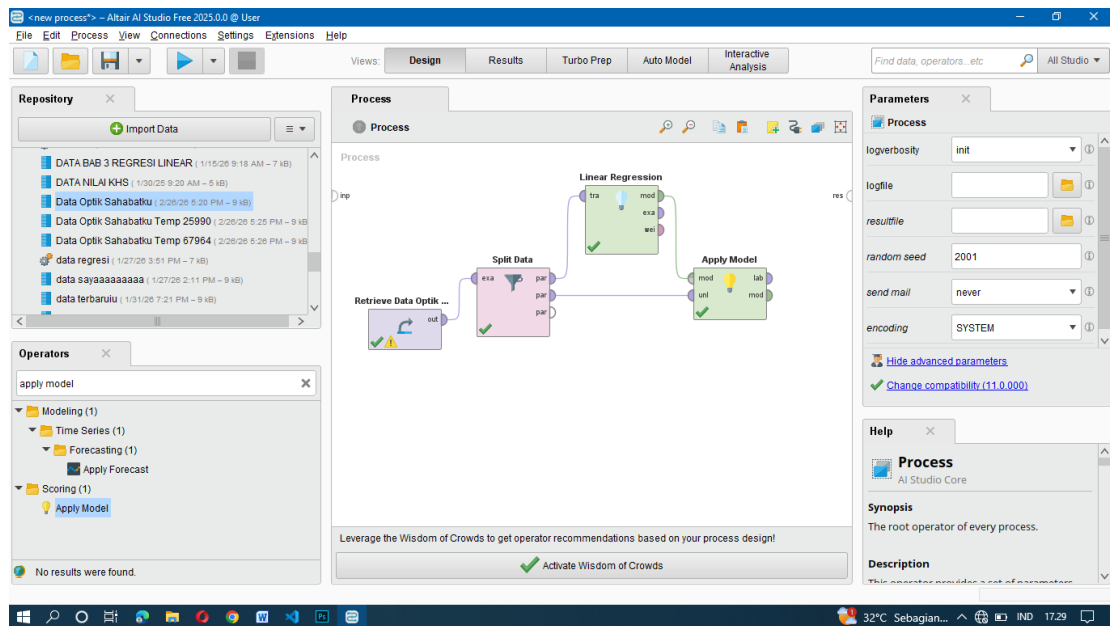 <new process*> – Altair AI Studio Free 2025.0.0 @ User
File Edit Process View Connections Settings Extensions Help
Views: Design Results Turbo Prep Auto Model Interactive Analysis
Find data, operators...etc All Studio
Repository
Import Data
DATA BAB 3 REGRESI LINEAR (1/15/26 9:18 AM – 7 kB)
DATA NILAI KHS (1/30/25 9:20 AM – 5 kB)
Data Optik Sahabatku (2/26/26 5:20 PM – 9 kB)
Data Optik Sahabatku Temp 25990 (2/26/26 5:25 PM – 9 kB
Data Optik Sahabatku Temp 67964 (2/26/26 5:26 PM – 9 kB
data regresi (1/27/26 3:51 PM – 7 kB)
data sayaaaaaaaaa (1/27/26 2:11 PM – 9 kB)
data terbaruiu (1/31/26 7:21 PM – 9 kB)
Operators
apply model
Modeling (1)
Time Series (1)
Forecasting (1)
Apply Forecast
Scoring (1)
Apply Model
No results were found.
Process
Process
Process
inp
res
Linear Regression
tra mod
exa
wei
Split Data
exa par
par
par
Apply Model
mod lab
unl mod
Retrieve Data Optik ...
out
Leverage the Wisdom of Crowds to get operator recommendations based on your process design!
Activate Wisdom of Crowds
Parameters
Process
logverbosity init
logfile
resultfile
random seed 2001
send mail never
encoding SYSTEM
Hide advanced parameters
Change compatibility (11.0.000)
Help
Process
AI Studio Core
Synopsis
The root operator of every process.
Description
This operator provides a set of parameters
32°C Sebagian... IND 17.29